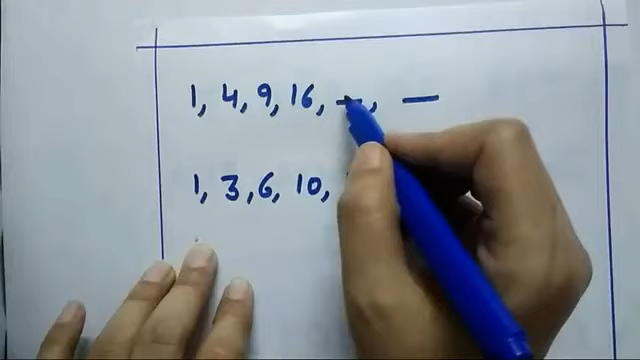 1, 4, 9, 16, —, —
1, 3, 6, 10,